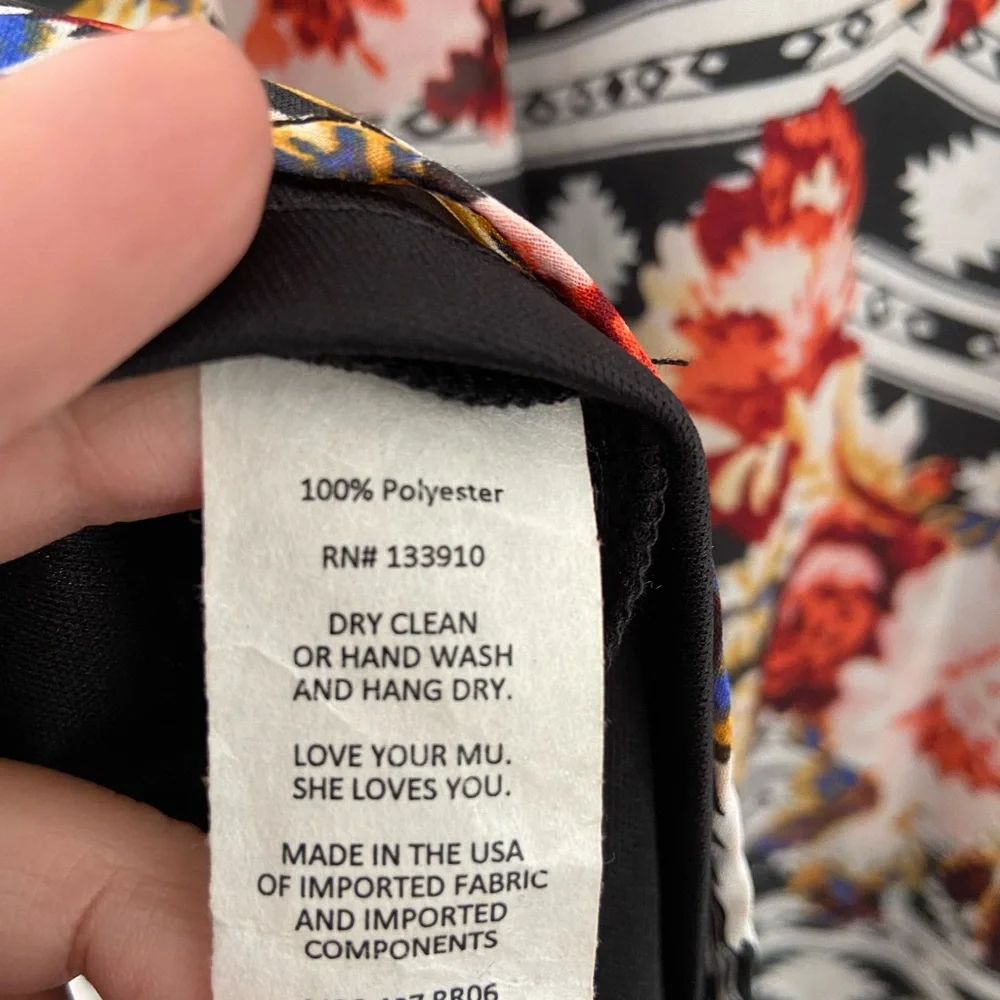 100% Polyester
RN# 133910
DRY CLEAN
OR HAND WASH
AND HANG DRY.
LOVE YOUR MU.
SHE LOVES YOU.
MADE IN THE USA
OF IMPORTED FABRIC
AND IMPORTED
COMPONENTS